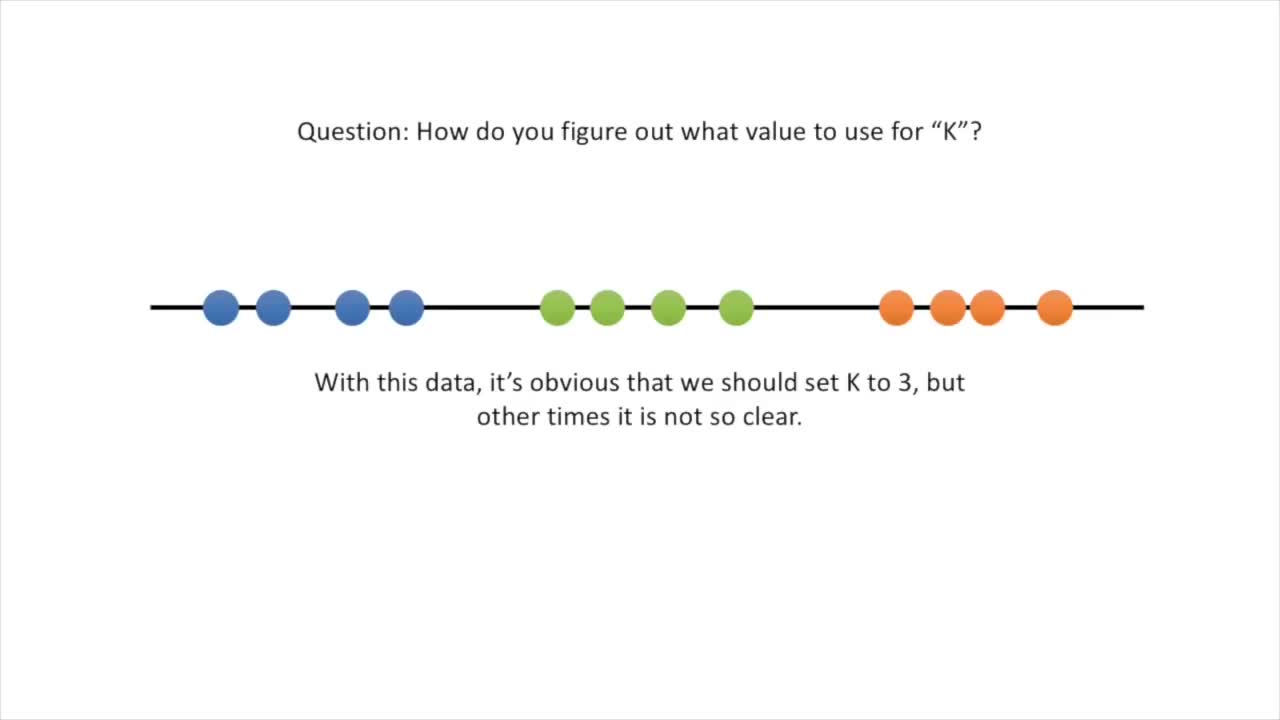 Question: How do you figure out what value to use for “K”?
With this data, it’s obvious that we should set K to 3, but
other times it is not so clear.